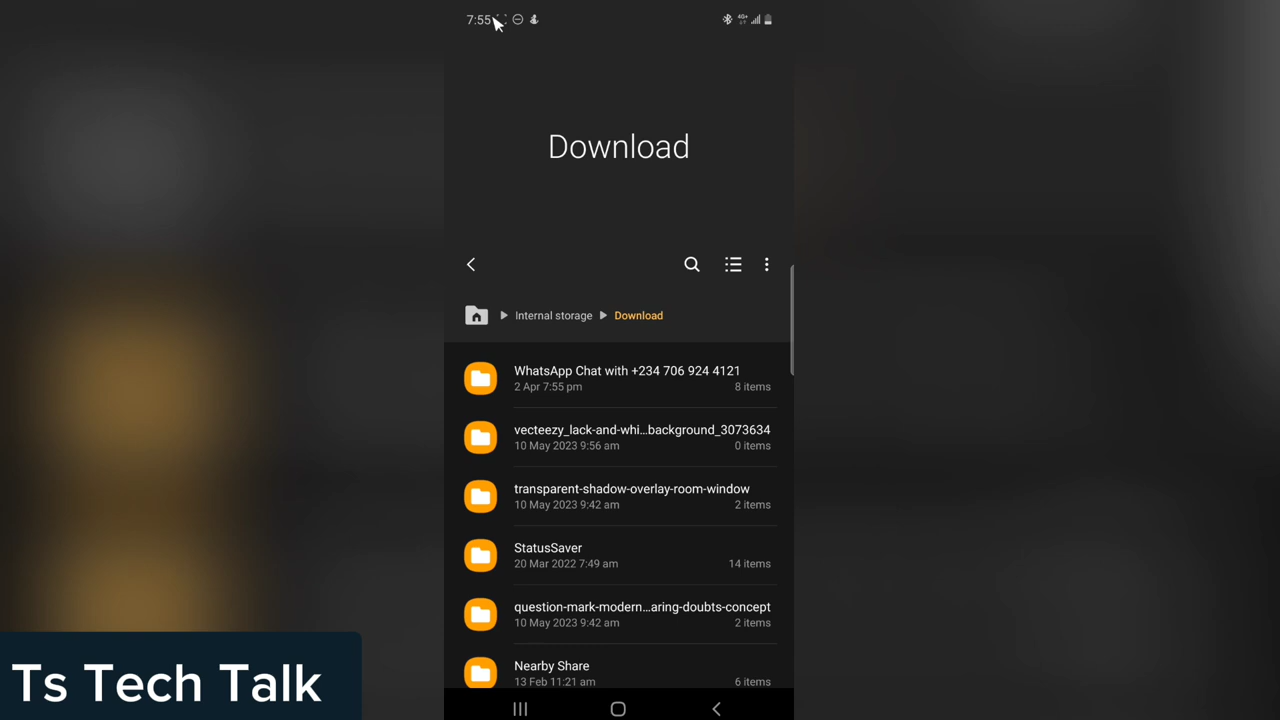 7:55
4G+
Download
Internal storage
Download
WhatsApp Chat with +234 706 924 4121
2 Apr 7:55 pm
8 items
vecteezy_lack-and-whi...background_3073634
10 May 2023 9:56 am
0 items
transparent-shadow-overlay-room-window
10 May 2023 9:42 am
2 items
StatusSaver
20 Mar 2022 7:49 am
14 items
question-mark-modern...aring-doubts-concept
10 May 2023 9:42 am
2 items
Nearby Share
13 Feb 11:21 am
6 items
Ts Tech Talk